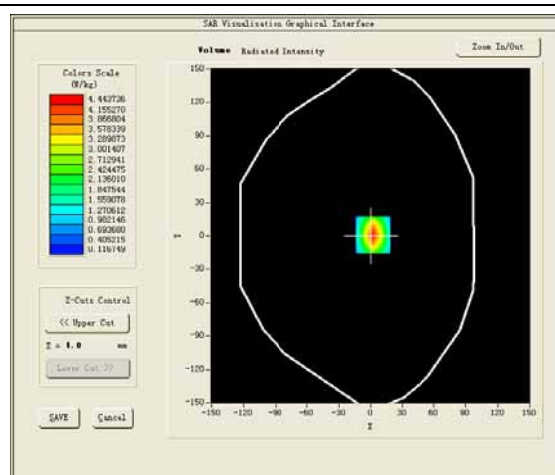 SAR Visualisation Graphical Interface
Volume Radiated Intensity
Zoom In/Out
Colors Scale
(W/kg)
4.443736
4.155270
3.866804
3.578339
3.289873
3.001407
2.712941
2.424475
2.136010
1.847544
1.559078
1.270612
0.982146
0.693680
0.405215
0.116749
Z-Cuts Control
<< Upper Cut
Z = 4.0 mm
Lower Cut >>
SAVE
Cancel
150
120
90
60
30
0
-30
-60
-90
-120
-150
Y
-150 -120 -90 -60 -30 0 30 60 90 120 150
X